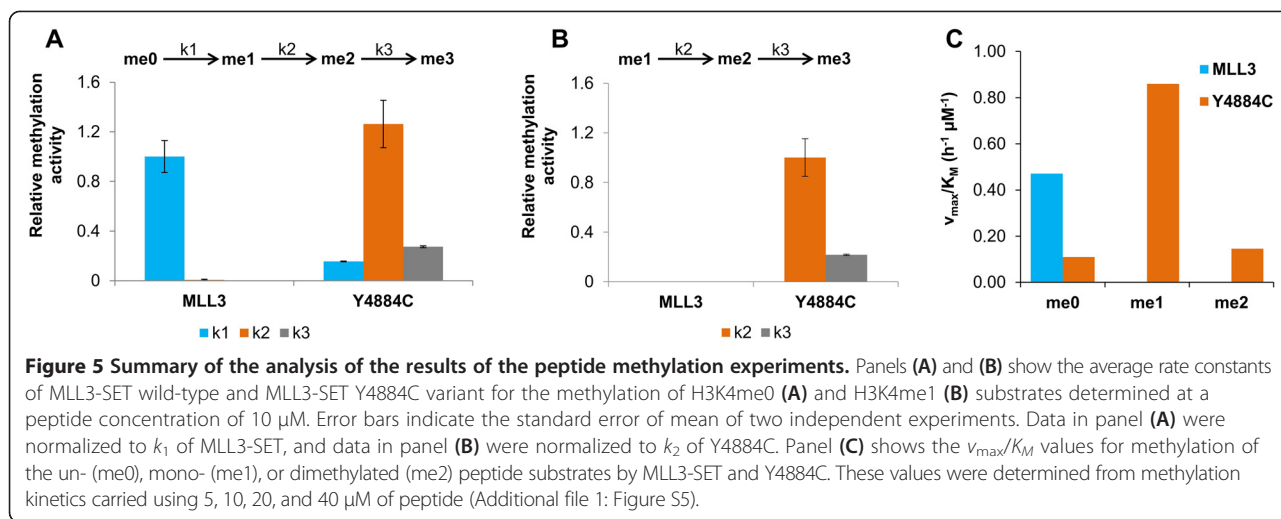 A
me0 k1 me1 k2 me2 k3 me3
Relative methylation activity
1.6
1.2
0.8
0.4
0
MLL3 Y4884C
k1 k2 k3
B
me1 k2 me2 k3 me3
Relative methylation activity
1.6
1.2
0.8
0.4
0
MLL3 Y4884C
k2 k3
C
MLL3
Y4884C
vmax/KM (h-1 µM-1)
1.00
0.80
0.60
0.40
0.20
0.00
me0 me1 me2
Figure 5 Summary of the analysis of the results of the peptide methylation experiments. Panels (A) and (B) show the average rate constants
of MLL3-SET wild-type and MLL3-SET Y4884C variant for the methylation of H3K4me0 (A) and H3K4me1 (B) substrates determined at a
peptide concentration of 10 µM. Error bars indicate the standard error of mean of two independent experiments. Data in panel (A) were
normalized to k1 of MLL3-SET, and data in panel (B) were normalized to k2 of Y4884C. Panel (C) shows the vmax/KM values for methylation of
the un- (me0), mono- (me1), or dimethylated (me2) peptide substrates by MLL3-SET and Y4884C. These values were determined from methylation
kinetics carried using 5, 10, 20, and 40 µM of peptide (Additional file 1: Figure S5).